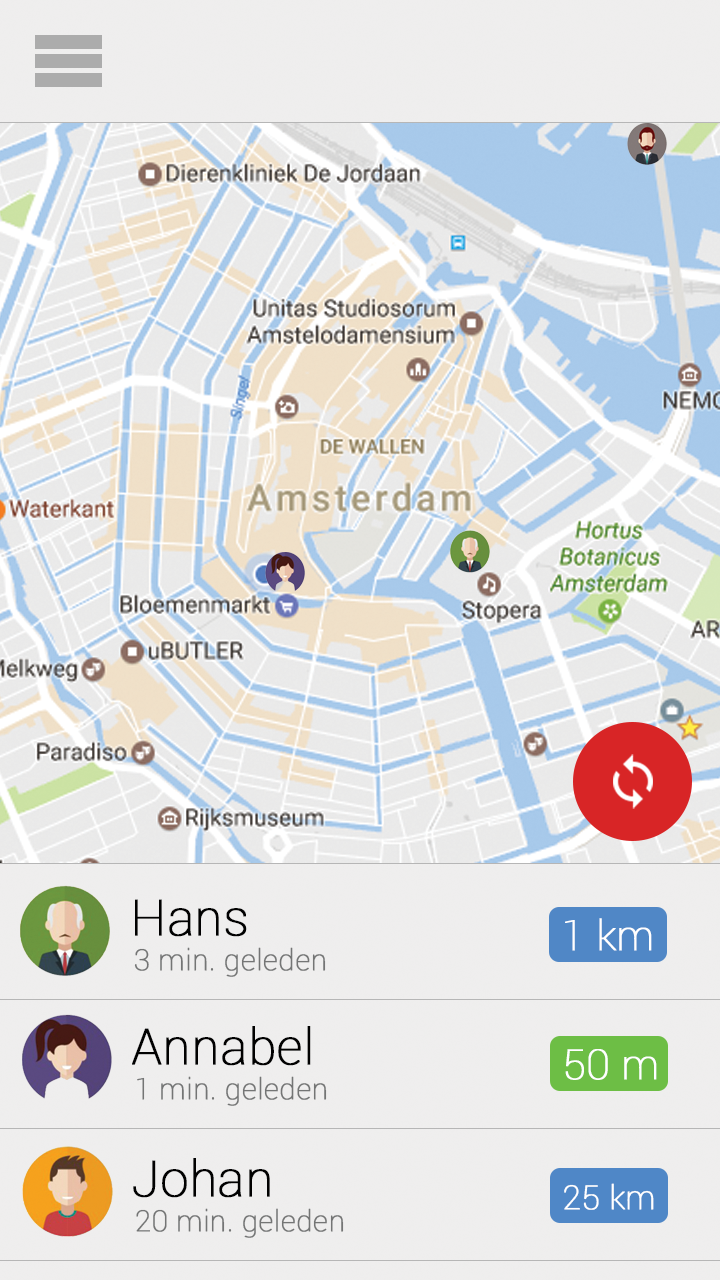 Dierenkliniek De Jordaan
Unitas Studiosorum
Amstelodamensium
Singel
NEMO
DE WALLEN
Amsterdam
Waterkant
Hortus
Botanicus
Amsterdam
Bloemenmarkt
Stopera
AR
uBUTLER
Melkweg
Paradiso
Rijksmuseum
Hans
1 km
3 min. geleden
Annabel
50 m
1 min. geleden
Johan
25 km
20 min. geleden